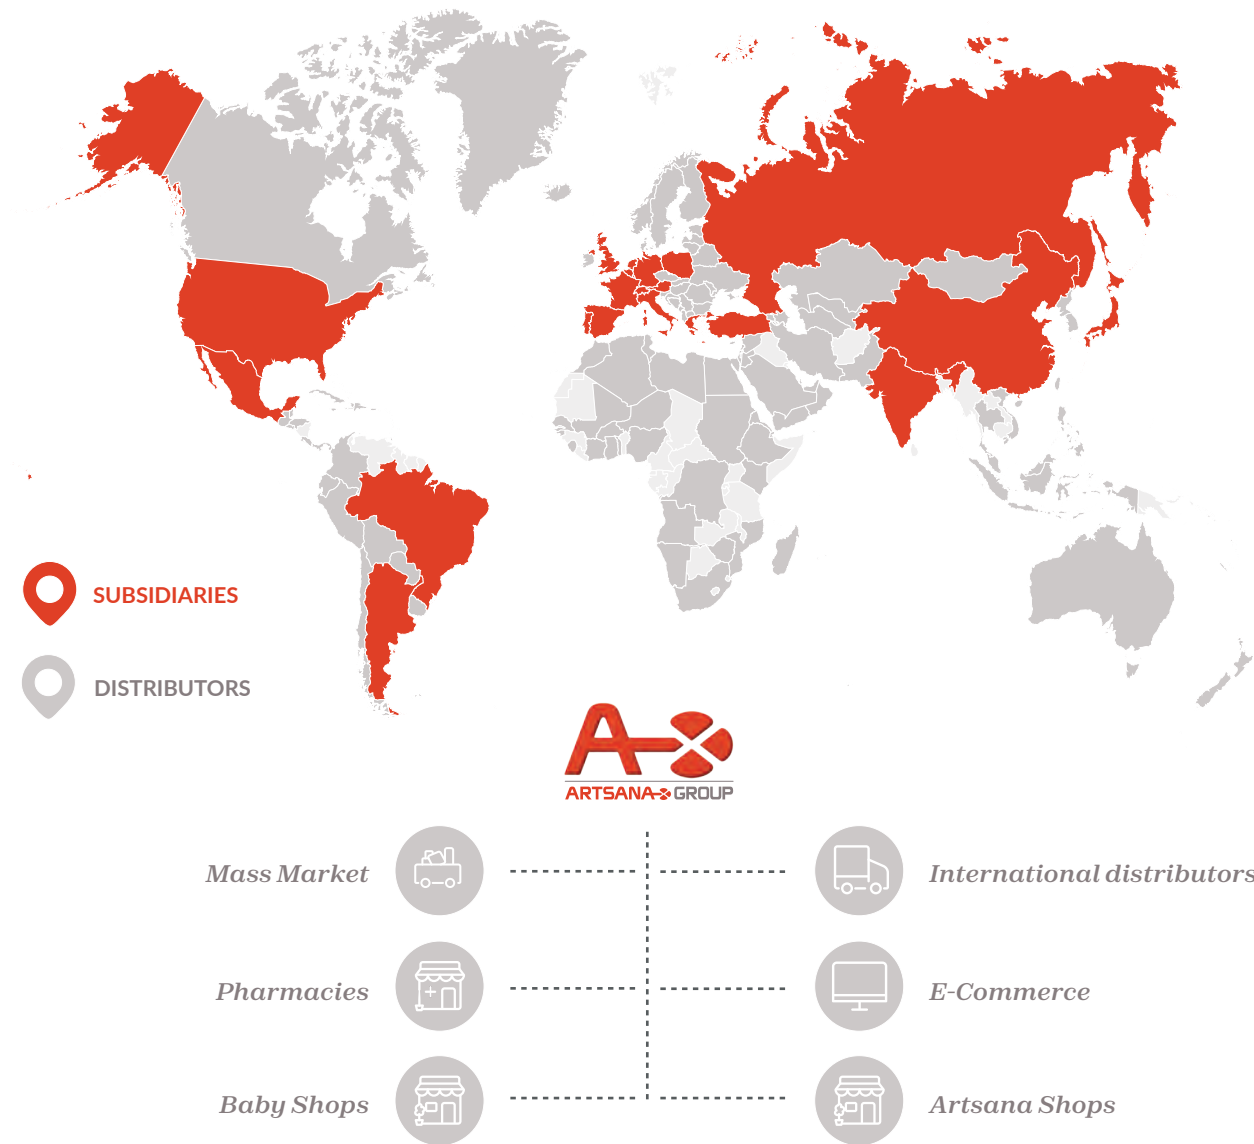 SUBSIDIARIES
DISTRIBUTORS
ARTSANA GROUP
Mass Market
International distributors
Pharmacies
E-Commerce
Baby Shops
Artsana Shops